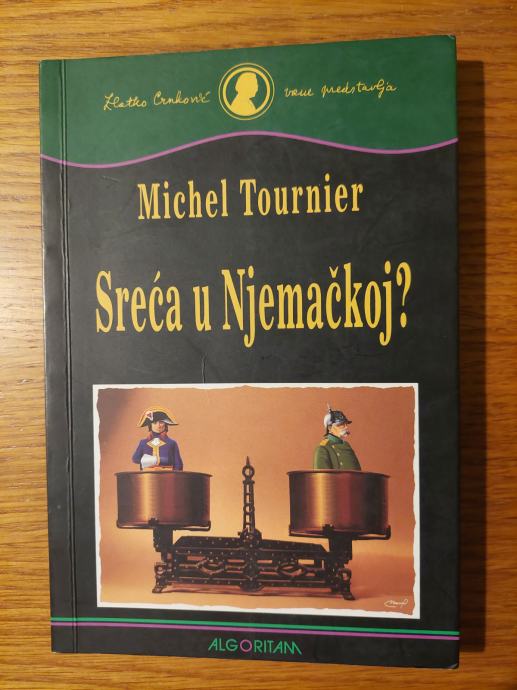 Zlatko Crnković vam predstavlja
Michel Tournier
Sreća u Njemačkoj?
ALGORITAM